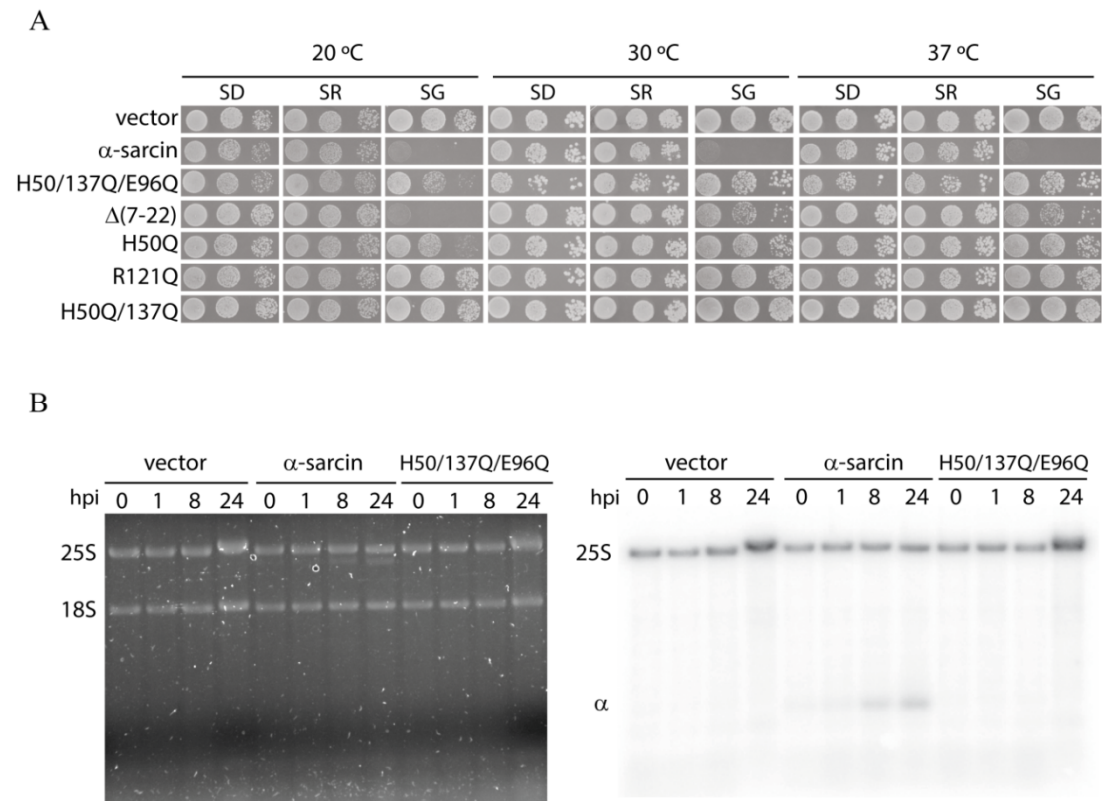 A
20 ºC 30 ºC 37 ºC
SD SR SG SD SR SG SD SR SG
vector
α-sarcin
H50/137Q/E96Q
Δ(7-22)
H50Q
R121Q
H50Q/137Q
B
vector α-sarcin H50/137Q/E96Q
hpi 0 1 8 24 0 1 8 24 0 1 8 24
25S
18S
vector α-sarcin H50/137Q/E96Q
hpi 0 1 8 24 0 1 8 24 0 1 8 24
25S
α